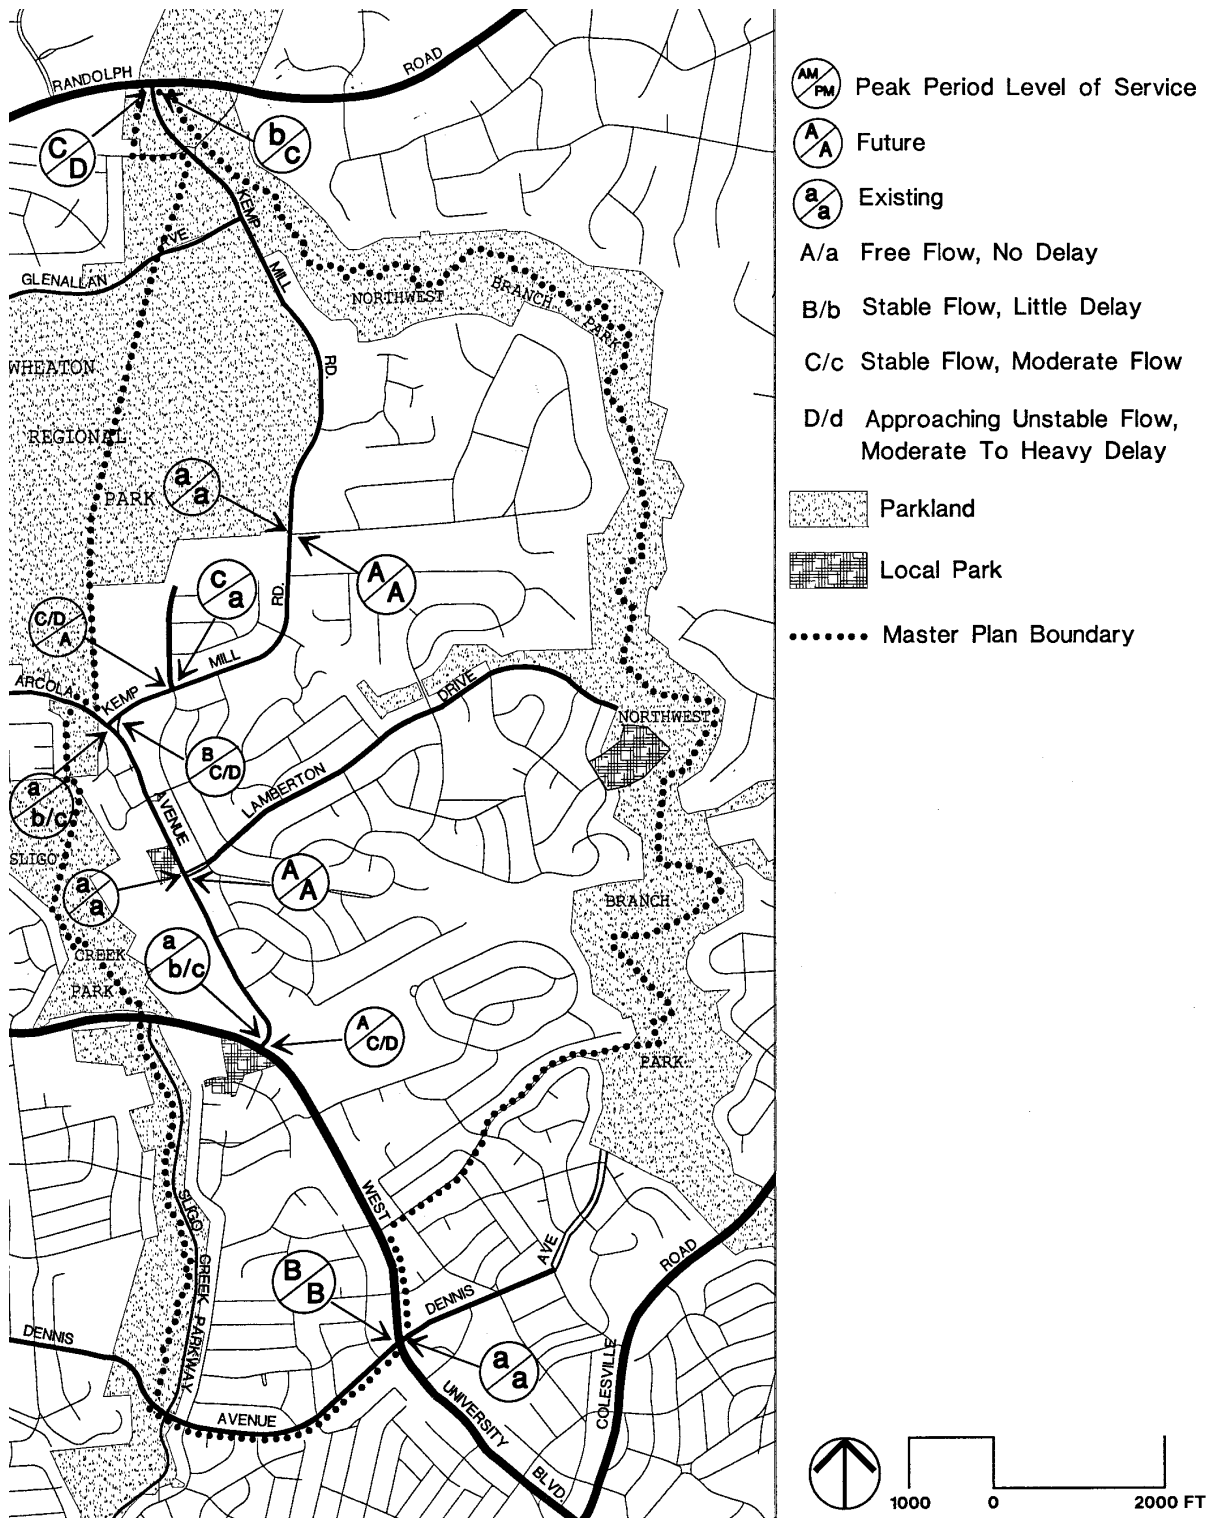 RANDOLPH
ROAD
C
D
b
c
KEMP
AVE
GLENALLAN
MILL
NORTHWEST
BRANCH
PARK
RD.
WHEATON
REGIONAL
PARK
a
a
A
A
C
a
RD.
C/D
A
MILL
ARCOLA
KEMP
DRIVE
NORTHWEST
B
C/D
LAMBERTON
AVENUE
a
b/c
SLIGO
A
A
a
a
BRANCH
a
b/c
CREEK
PARK
A
C/D
PARK
WEST
SLIGO
CREEK PARKWAY
AVE
ROAD
B
B
DENNIS
DENNIS
a
a
COLESVILLE
AVENUE
UNIVERSITY
BLVD.
AM
PM
Peak Period Level of Service
A
A
Future
a
a
Existing
A/a Free Flow, No Delay
B/b Stable Flow, Little Delay
C/c Stable Flow, Moderate Flow
D/d Approaching Unstable Flow,
Moderate To Heavy Delay
Parkland
Local Park
Master Plan Boundary
1000 0 2000 FT